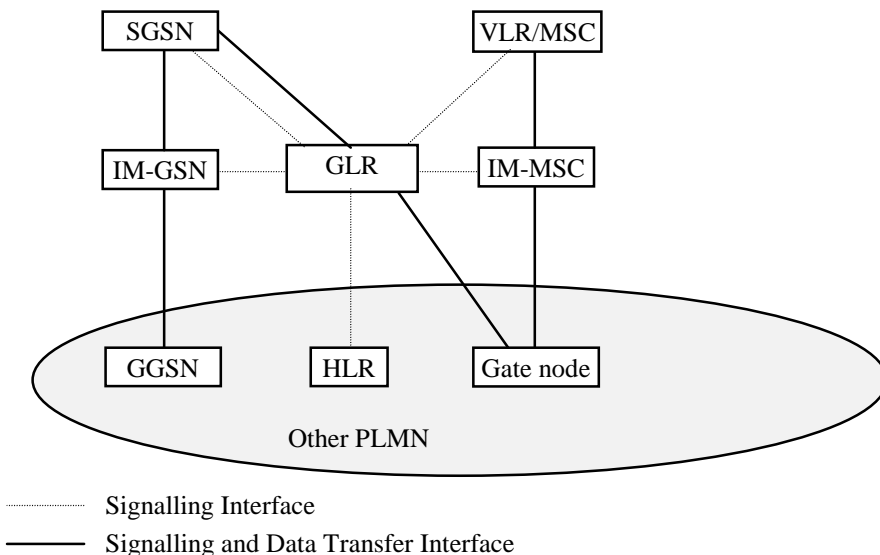 SGSN
VLR/MSC
IM-GSN
GLR
IM-MSC
GGSN
HLR
Gate node
Other PLMN
Signalling Interface
Signalling and Data Transfer Interface